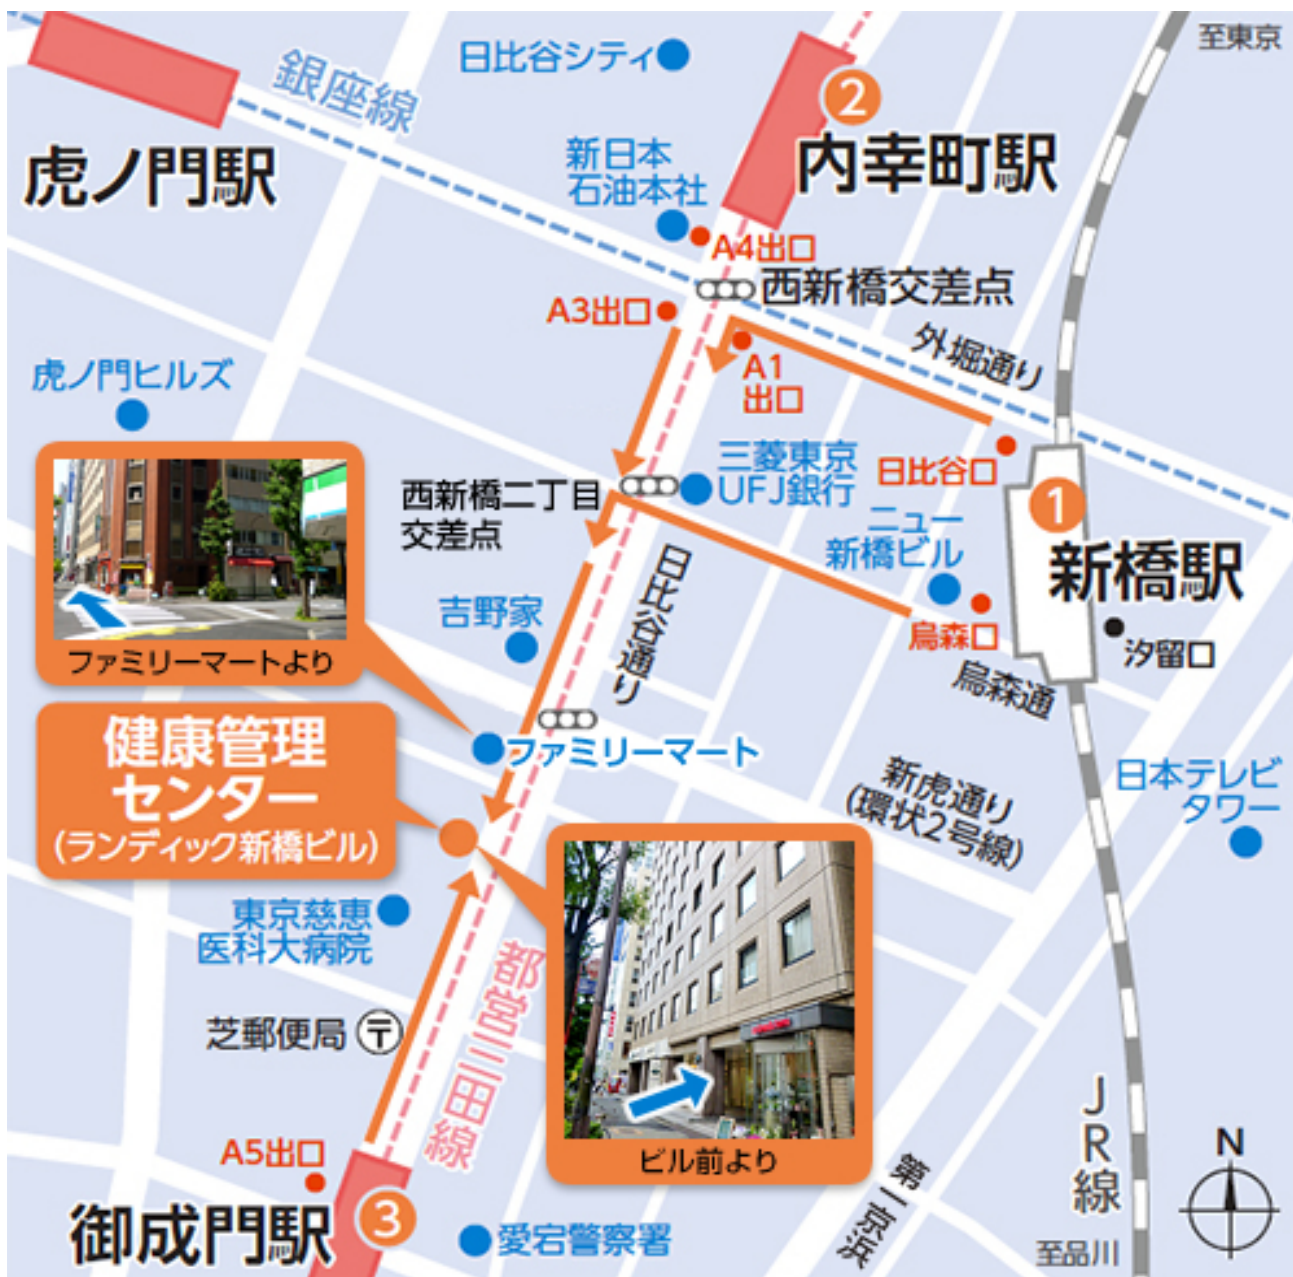 至東京
日比谷シティ
銀座線
2
内幸町駅
虎ノ門駅
新日本
石油本社
A4出口
西新橋交差点
A3出口
外堀通り
A1
出口
虎ノ門ヒルズ
三菱東京
UFJ銀行
日比谷口
1
西新橋二丁目
交差点
ニュー
新橋ビル
新橋駅
日比谷通り
吉野家
烏森口
汐留口
ファミリーマートより
烏森通
健康管理
センター
(ランディック新橋ビル)
ファミリーマート
新虎通り
(環状2号線)
日本テレビ
タワー
東京慈恵
医科大病院
都営三田線
芝郵便局
〒
JR線
A5出口
ビル前より
N
第一京浜
御成門駅
3
愛宕警察署
至品川